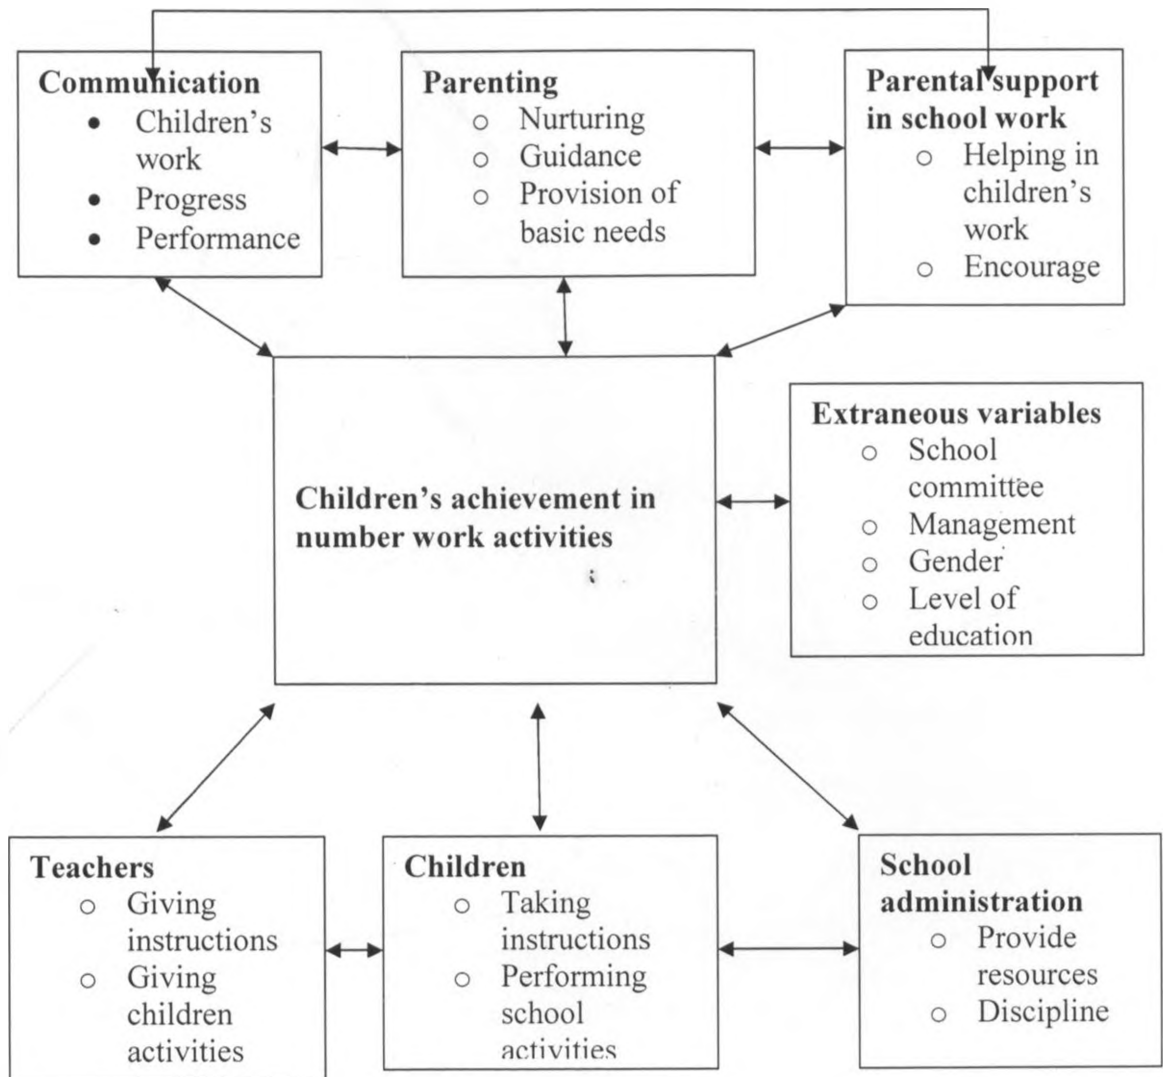 Communication
● Children's
work
● Progress
● Performance
Parenting
○ Nurturing
○ Guidance
○ Provision of
basic needs
Parental support
in school work
○ Helping in
children's
work
○ Encourage
Children's achievement in
number work activities
Extraneous variables
○ School
committee
○ Management
○ Gender
○ Level of
education
Teachers
○ Giving
instructions
○ Giving
children
activities
Children
○ Taking
instructions
○ Performing
school
activities
School
administration
○ Provide
resources
○ Discipline